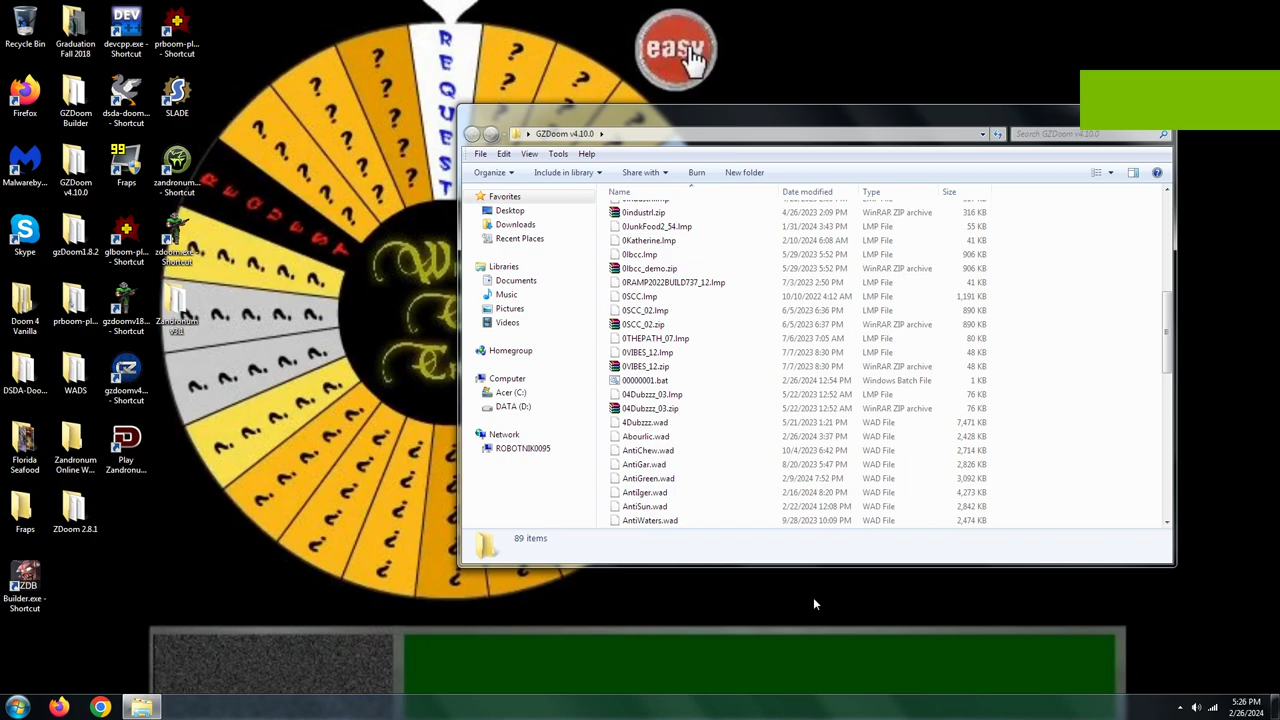 Recycle Bin
Graduation
Fall 2018
devcpp.exe -
Shortcut
prboom-pl...
- Shortcut
Firefox
GZDoom
Builder
dsda-doom...
- Shortcut
SLADE
Malwareby...
GZDoom
v4.10.0
99
Fraps
zandronum...
- Shortcut
Skype
gzDoom1.8.2
glboom-pl...
- Shortcut
zdoom.exe -
Shortcut
Doom 4
Vanilla
prboom-pl...
gzdoomv18...
- Shortcut
Zandronum
v3.1
DSDA-Doo...
WADS
gzdoomv4...
- Shortcut
Florida
Seafood
Zandronum
Online W...
Play
Zandronu...
Fraps
ZDoom 2.8.1
ZDB
Builder.exe -
Shortcut
DEV
REQUEST
REQUEST
easy
GZDoom v4.10.0
Search GZDoom v4.10.0
File Edit View Tools Help
Organize Include in library Share with Burn New folder
Favorites
Desktop
Downloads
Recent Places
Libraries
Documents
Music
Pictures
Videos
Homegroup
Computer
Acer (C:)
DATA (D:)
Network
ROBOTNIK0095
Name Date modified Type Size
0industrl.zip 4/26/2023 2:09 PM WinRAR ZIP archive 316 KB
0JunkFood2_54.lmp 1/31/2024 3:43 PM LMP File 55 KB
0Katherine.lmp 2/10/2024 6:08 AM LMP File 41 KB
0lbcc.lmp 5/29/2023 5:52 PM LMP File 906 KB
0lbcc_demo.zip 5/29/2023 5:52 PM WinRAR ZIP archive 906 KB
0RAMP2022BUILD737_12.lmp 7/3/2023 2:50 PM LMP File 41 KB
0SCC.lmp 10/10/2022 4:12 AM LMP File 1,191 KB
0SCC_02.lmp 6/5/2023 6:36 PM LMP File 890 KB
0SCC_02.zip 6/5/2023 6:37 PM WinRAR ZIP archive 890 KB
0THEPATH_07.lmp 7/6/2023 7:05 AM LMP File 80 KB
0VIBES_12.lmp 7/7/2023 8:30 PM LMP File 48 KB
0VIBES_12.zip 7/7/2023 8:30 PM WinRAR ZIP archive 48 KB
00000001.bat 2/26/2024 12:54 PM Windows Batch File 1 KB
04Dubzzz_03.lmp 5/22/2023 12:52 AM LMP File 76 KB
04Dubzzz_03.zip 5/22/2023 12:52 AM WinRAR ZIP archive 76 KB
4Dubzzz.wad 5/21/2023 1:21 PM WAD File 7,471 KB
Abourlic.wad 2/26/2024 3:37 PM WAD File 2,428 KB
AntiChew.wad 10/4/2023 6:42 PM WAD File 2,714 KB
AntiGar.wad 8/20/2023 5:47 PM WAD File 2,826 KB
AntiGreen.wad 2/9/2024 7:52 PM WAD File 3,092 KB
AntiIger.wad 2/16/2024 8:20 PM WAD File 4,273 KB
AntiSun.wad 2/22/2024 12:08 PM WAD File 2,842 KB
AntiWaters.wad 9/28/2023 10:09 PM WAD File 2,474 KB
89 items
5:26 PM
2/26/2024